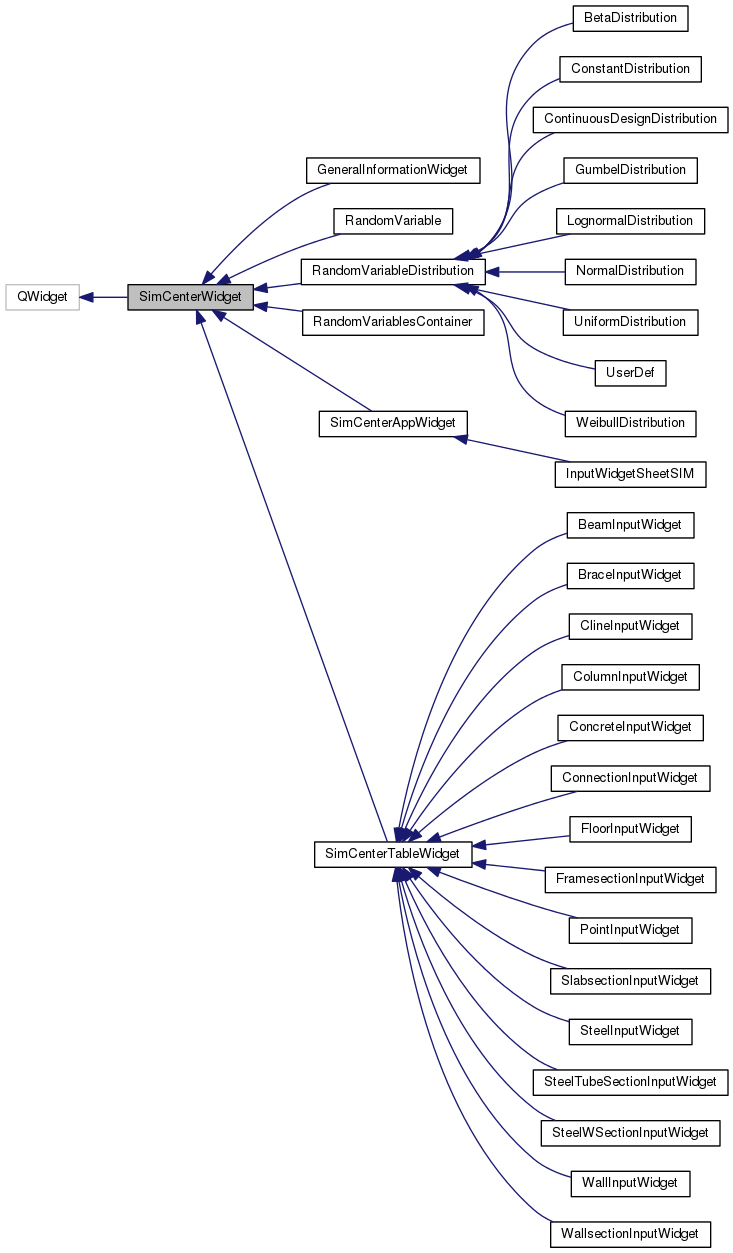 BetaDistribution
ConstantDistribution
ContinuousDesignDistribution
GeneralInformationWidget
GumbelDistribution
RandomVariable
LognormalDistribution
RandomVariableDistribution
NormalDistribution
QWidget
SimCenterWidget
RandomVariablesContainer
UniformDistribution
UserDef
SimCenterAppWidget
WeibullDistribution
InputWidgetSheetSIM
BeamInputWidget
BraceInputWidget
ClineInputWidget
ColumnInputWidget
ConcreteInputWidget
ConnectionInputWidget
FloorInputWidget
SimCenterTableWidget
FramesectionInputWidget
PointInputWidget
SlabsectionInputWidget
SteelInputWidget
SteelTubeSectionInputWidget
SteelWSectionInputWidget
WallInputWidget
WallsectionInputWidget